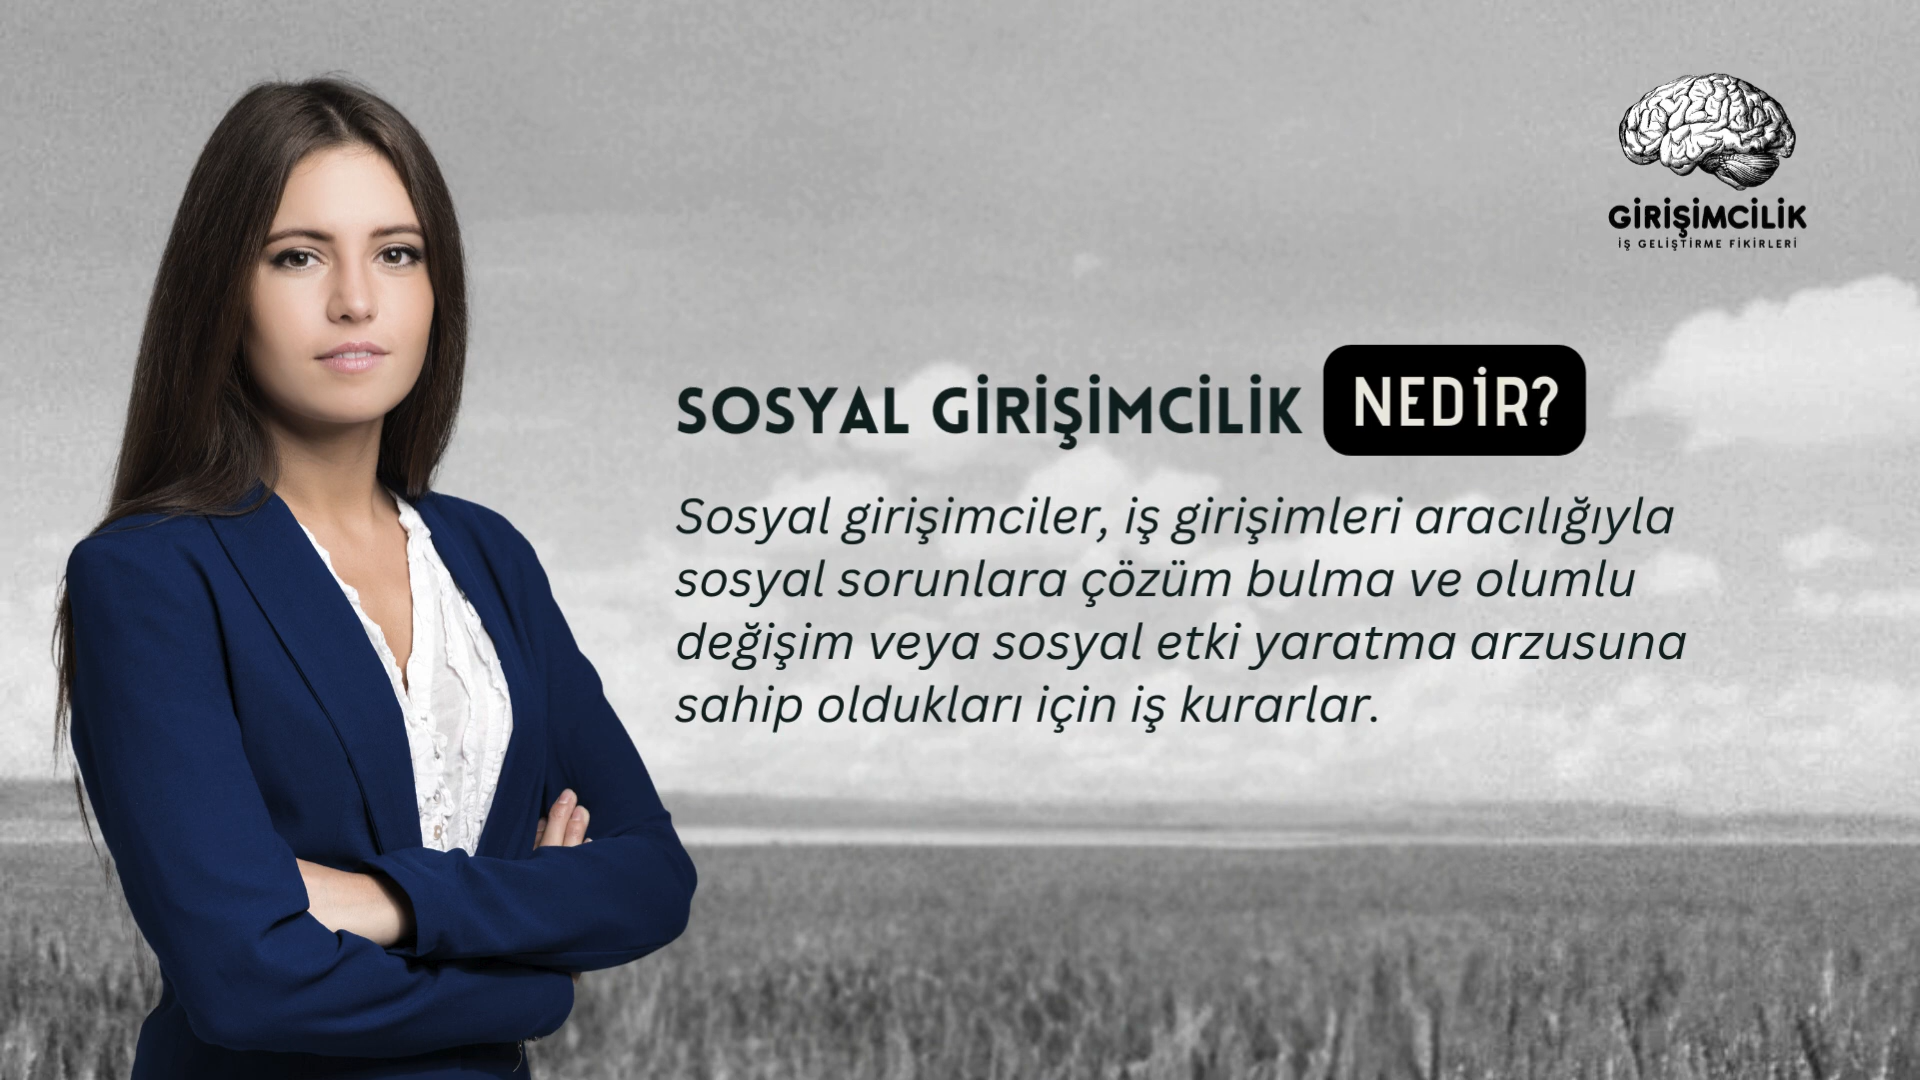 GİRİŞİMCİLİK
İŞ GELİŞTİRME FİKİRLERİ
SOSYAL GİRİŞİMCİLİK NEDİR?
Sosyal girişimciler, iş girişimleri aracılığıyla
sosyal sorunlara çözüm bulma ve olumlu
değişim veya sosyal etki yaratma arzusuna
sahip oldukları için iş kurarlar.